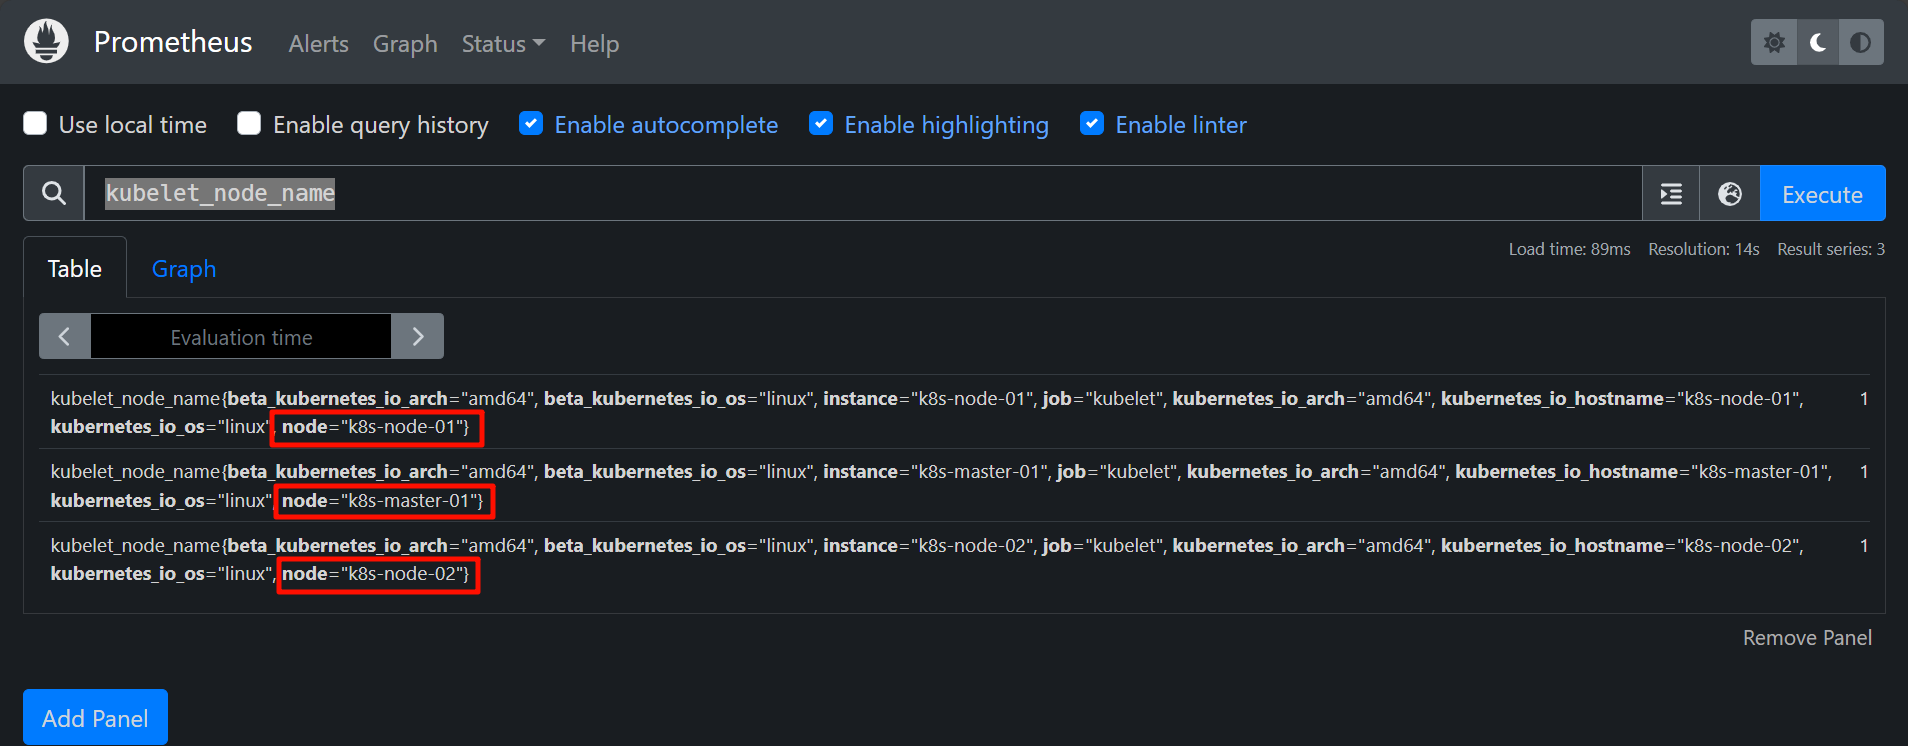 Prometheus Alerts Graph Status Help
Use local time Enable query history Enable autocomplete Enable highlighting Enable linter
kubelet_node_name Execute
Load time: 89ms Resolution: 14s Result series: 3
Table Graph
Evaluation time
kubelet_node_name{beta_kubernetes_io_arch="amd64", beta_kubernetes_io_os="linux", instance="k8s-node-01", job="kubelet", kubernetes_io_arch="amd64", kubernetes_io_hostname="k8s-node-01", 1
kubernetes_io_os="linux", node="k8s-node-01"}
kubelet_node_name{beta_kubernetes_io_arch="amd64", beta_kubernetes_io_os="linux", instance="k8s-master-01", job="kubelet", kubernetes_io_arch="amd64", kubernetes_io_hostname="k8s-master-01", 1
kubernetes_io_os="linux", node="k8s-master-01"}
kubelet_node_name{beta_kubernetes_io_arch="amd64", beta_kubernetes_io_os="linux", instance="k8s-node-02", job="kubelet", kubernetes_io_arch="amd64", kubernetes_io_hostname="k8s-node-02", 1
kubernetes_io_os="linux", node="k8s-node-02"}
Remove Panel
Add Panel